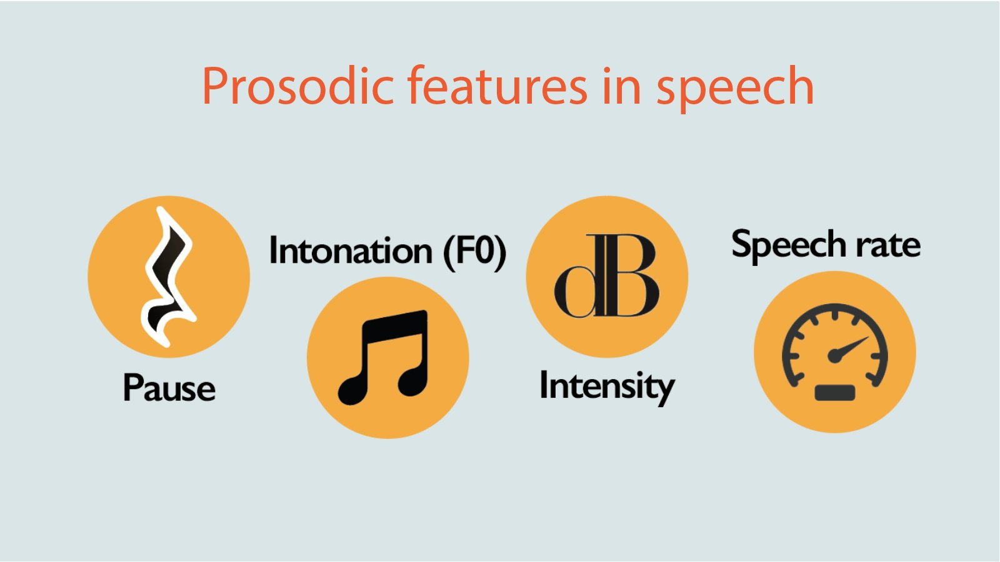 Prosodic features in speech
Pause
Intonation (F0)
dB
Intensity
Speech rate